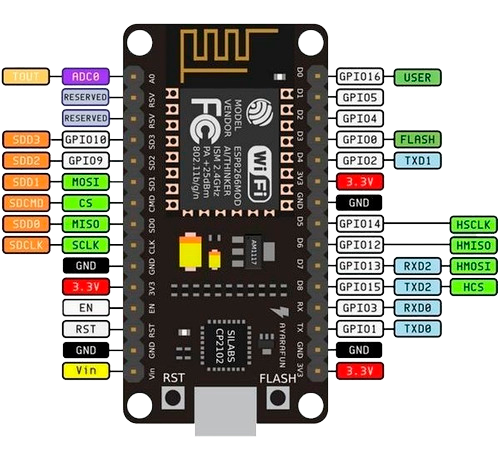 TOUT ADC0 A0 D0 GPIO16 USER
RESERVED RSV D1 GPIO5
RESERVED RSV D2 GPIO4
SDD3 GPIO10 SD3 D3 GPIO0 FLASH
SDD2 GPIO9 SD2 D4 GPIO2 TXD1
SDD1 MOSI SD1 3V3 3.3V
SDCMD CS CMD GND GND
SDD0 MISO SD0 D5 GPIO14 HSCLK
SDCLK SCLK CLK D6 GPIO12 HMISO
GND GND D7 GPIO13 RXD2 HMOSI
3.3V 3V3 D8 GPIO15 TXD2 HCS
EN EN RX GPIO3 RXD0
RST RST TX GPIO1 TXD0
GND GND GND GND
Vin Vin 3V3 3.3V
MODEL ESP8266MOD
VENDOR AI/THINKER
ISM 2.4GHz
PA +25dBm
802.11b/g/n
FC
WiFi
AM1117
SILABS
CP2102
AYARAFUN
RST FLASH